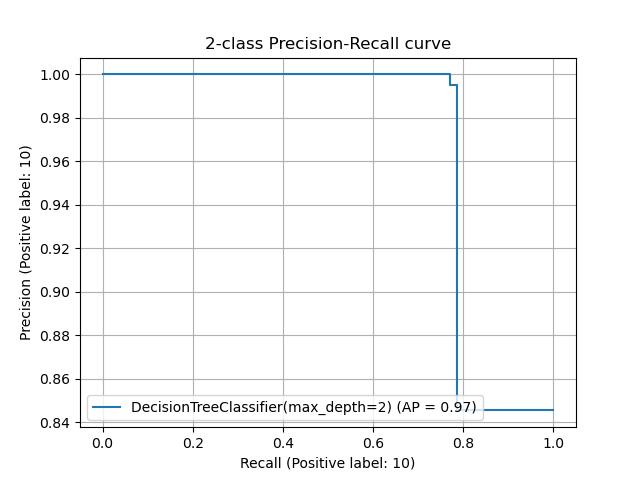 2-class Precision-Recall curve
1.00
0.98
0.96
0.94
0.92
0.90
0.88
0.86
0.84
Precision (Positive label: 10)
DecisionTreeClassifier(max_depth=2) (AP = 0.97)
0.0 0.2 0.4 0.6 0.8 1.0
Recall (Positive label: 10)